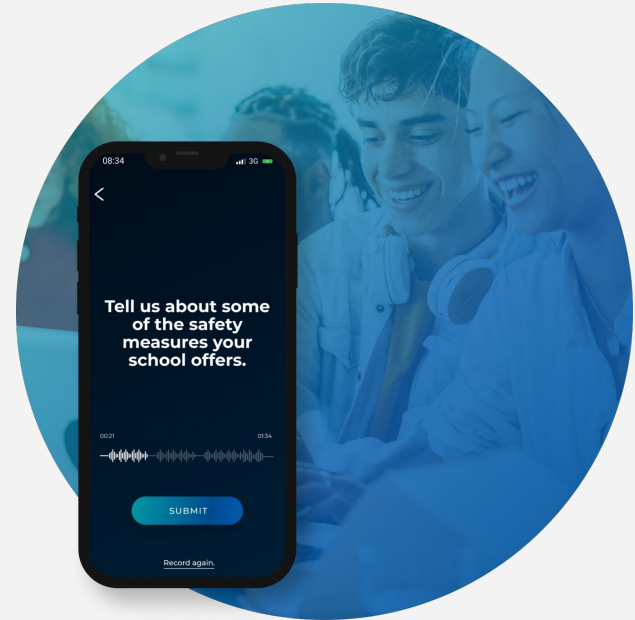 08:34 3G
Tell us about some
of the safety
measures your
school offers.
00:21 01:34
SUBMIT
Record again.